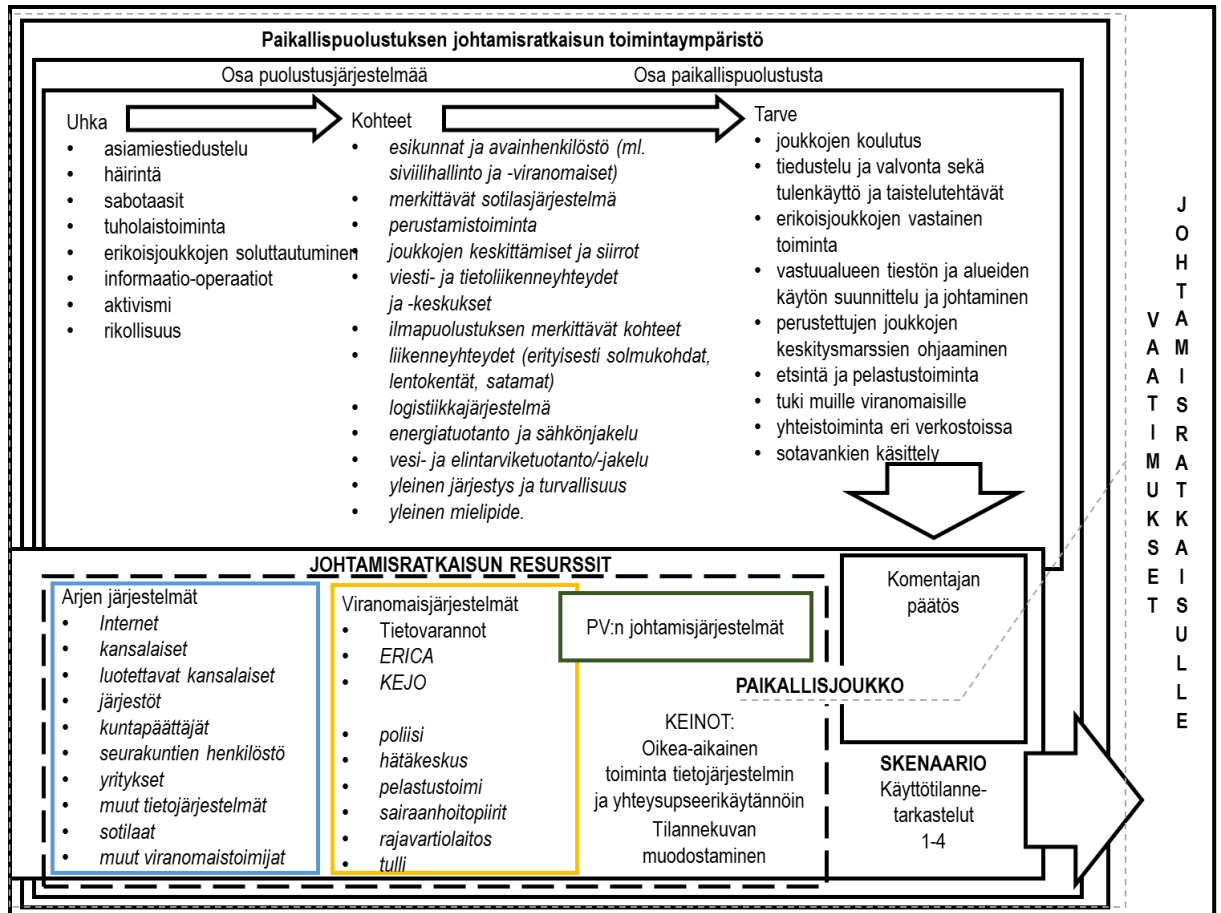 Paikallispuolustuksen johtamisratkaisun toimintaympäristö
Osa puolustusjärjestelmää
Osa paikallispuolustusta
Uhka
• asiamiestiedustelu
• häirintä
• sabotaasit
• tuholaistoiminta
• erikoisjoukkojen soluttautuminen
• informaatio-operaatiot
• aktivismi
• rikollisuus
Kohteet
• esikunnat ja avainhenkilöstö (ml.
siviilihallinto ja -viranomaiset)
• merkittävät sotilasjärjestelmä
• perustamistoiminta
• joukkojen keskittämiset ja siirrot
• viesti- ja tietoliikenneyhteydet
ja -keskukset
• ilmapuolustuksen merkittävät kohteet
• liikenneyhteydet (erityisesti solmukohdat,
lentokentät, satamat)
• logistiikkajärjestelmä
• energiatuotanto ja sähkönjakelu
• vesi- ja elintarviketuotanto/-jakelu
• yleinen järjestys ja turvallisuus
• yleinen mielipide.
Tarve
• joukkojen koulutus
• tiedustelu ja valvonta sekä
tulenkäyttö ja taistelutehtävät
• erikoisjoukkojen vastainen
toiminta
• vastuualueen tiestön ja alueiden
käytön suunnittelu ja johtaminen
• perustettujen joukkojen
keskitysmarssien ohjaaminen
• etsintä ja pelastustoiminta
• tuki muille viranomaisille
• yhteistoiminta eri verkostoissa
• sotavankien käsittely
JOHTAMISRATKAISUN RESURSSIT
Arjen järjestelmät
• Internet
• kansalaiset
• luotettavat kansalaiset
• järjestöt
• kuntapäättäjät
• seurakuntien henkilöstö
• yritykset
• muut tietojärjestelmät
• sotilaat
• muut viranomaistoimijat
Viranomaisjärjestelmät
• Tietovarannot
• ERICA
• KEJO
• poliisi
• hätäkeskus
• pelastustoimi
• sairaanhoitopiirit
• rajavartiolaitos
• tulli
PV:n johtamisjärjestelmät
PAIKALLISJOUKKO
KEINOT:
Oikea-aikainen
toiminta tietojärjestelmin
ja yhteysupseerikäytännöin
Tilannekuvan
muodostaminen
Komentajan
päätös
SKENAARIO
Käyttötilanne-
tarkastelut
1-4
VAATIMUKSET
JOHTAMISRATKAISULLE